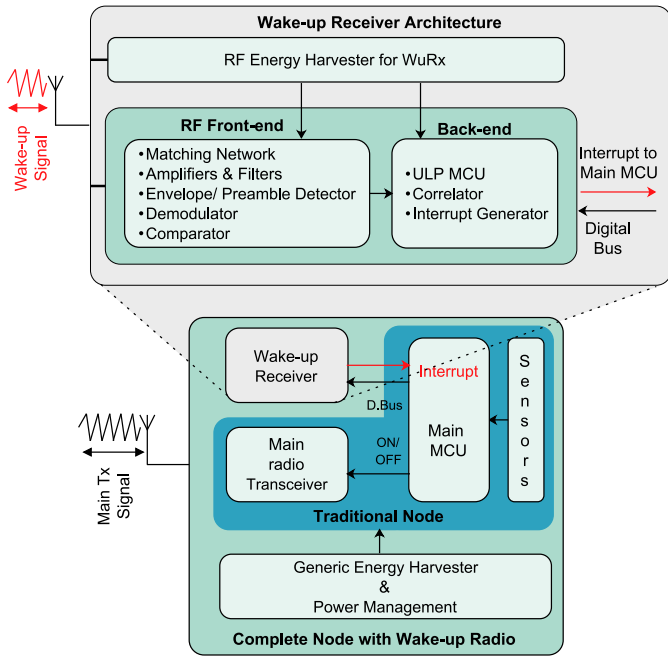 Wake-up Receiver Architecture
RF Energy Harvester for WuRx
Wake-up
Signal
RF Front-end
•Matching Network
•Amplifiers & Filters
•Envelope/ Preamble Detector
•Demodulator
•Comparator
Back-end
•ULP MCU
•Correlator
•Interrupt Generator
Interrupt to
Main MCU
Digital
Bus
Wake-up
Receiver
Interrupt
D.Bus
Main
MCU
Sensors
ON/
OFF
Main
radio
Transceiver
Main Tx
Signal
Traditional Node
Generic Energy Harvester
&
Power Management
Complete Node with Wake-up Radio